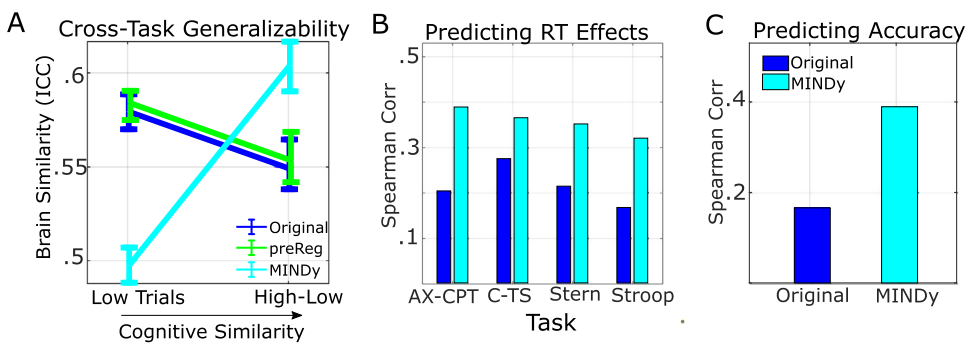 A
Cross-Task Generalizability
Brain Similarity (ICC)
.6
.55
.5
Original
preReg
MINDy
Low Trials
High-Low
Cognitive Similarity
B
Predicting RT Effects
Spearman Corr
.5
.3
.1
AX-CPT
C-TS
Stern
Stroop
Task
C
Predicting Accuracy
Original
MINDy
Spearman Corr
.4
.2
Original
MINDy